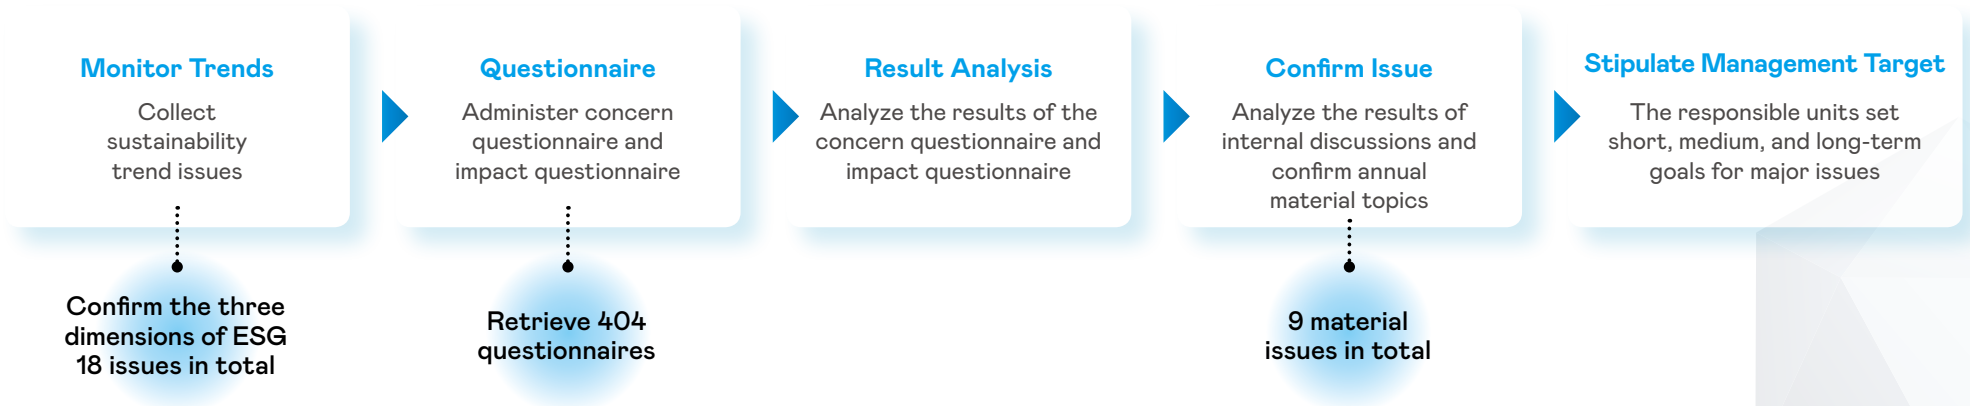 Monitor Trends
Collect
sustainability
trend issues
Confirm the three
dimensions of ESG
18 issues in total
Questionnaire
Administer concern
questionnaire and
impact questionnaire
Retrieve 404
questionnaires
Result Analysis
Analyze the results of the
concern questionnaire and
impact questionnaire
Confirm Issue
Analyze the results of
internal discussions and
confirm annual
material topics
9 material
issues in total
Stipulate Management Target
The responsible units set
short, medium, and long-term
goals for major issues